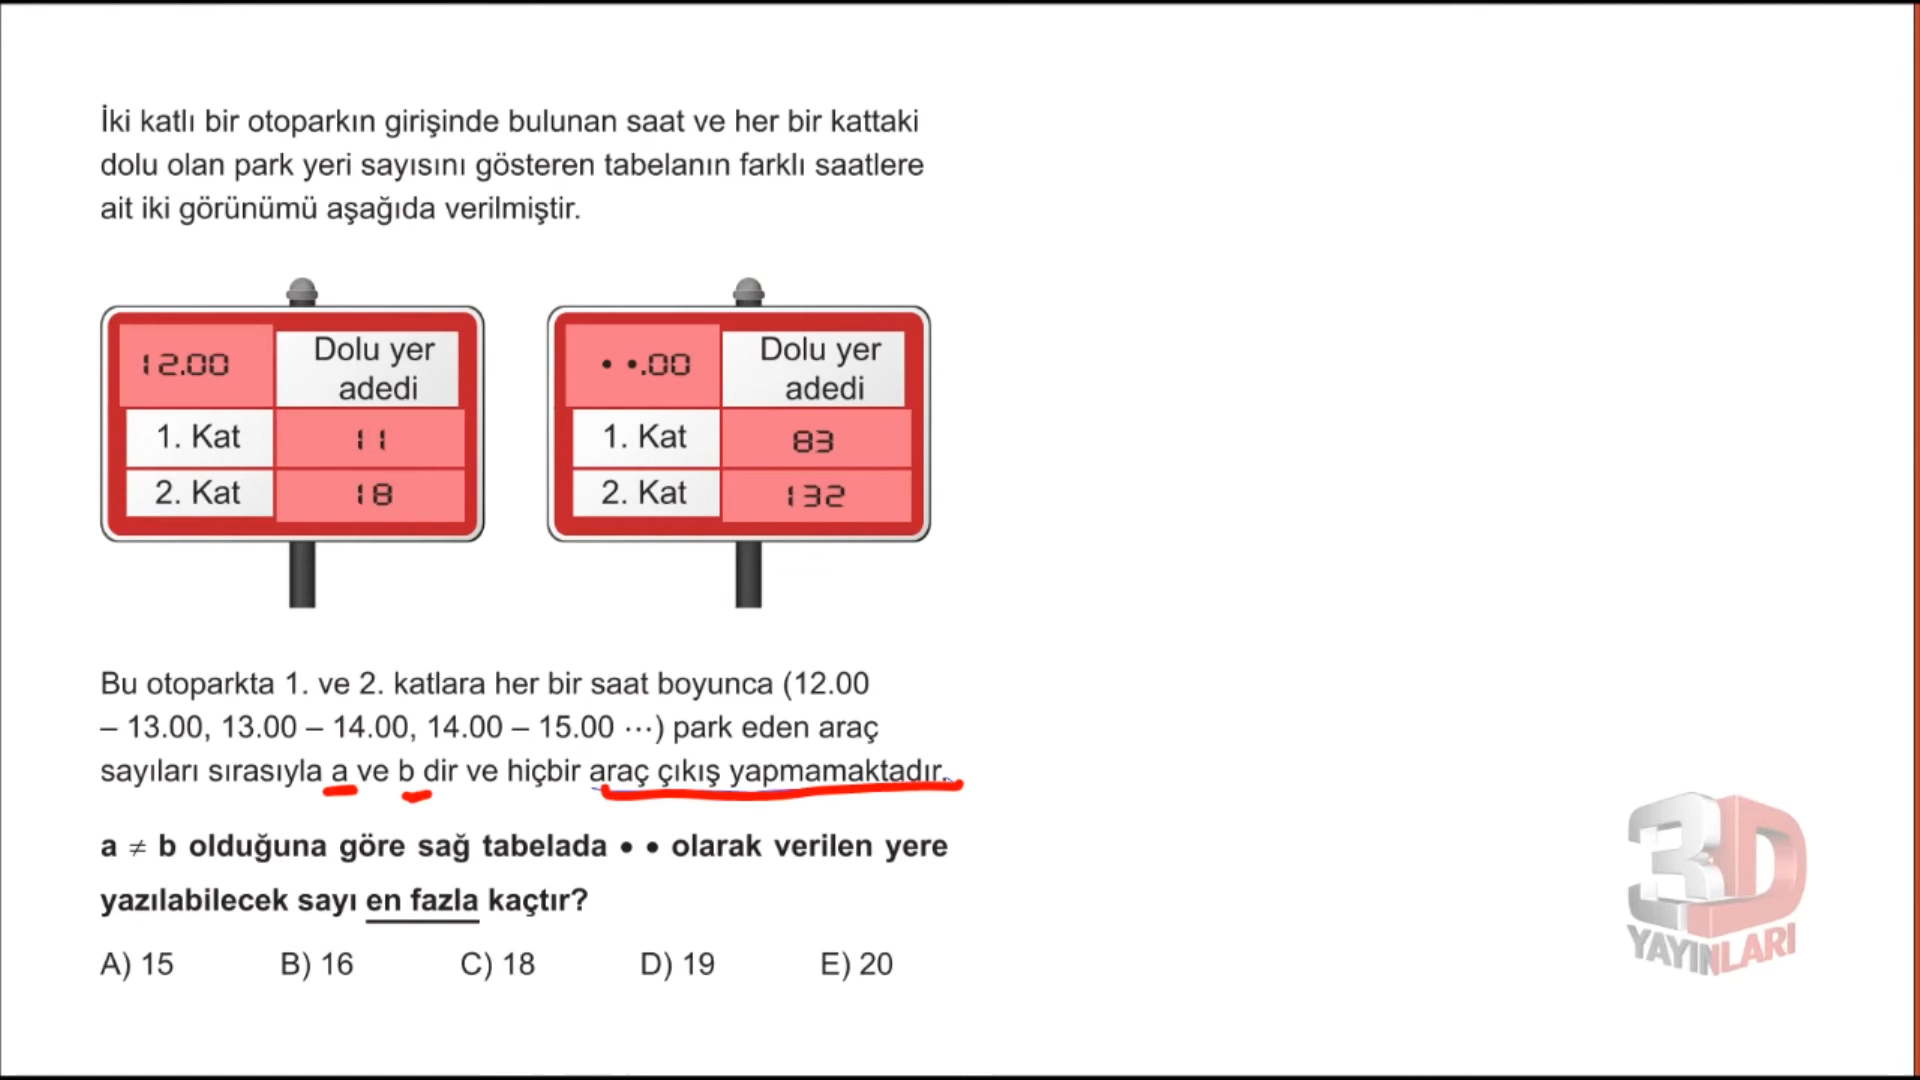 İki katlı bir otoparkın girişinde bulunan saat ve her bir kattaki
dolu olan park yeri sayısını gösteren tabelanın farklı saatlere
ait iki görünümü aşağıda verilmiştir.
12.00 Dolu yer adedi
1. Kat 11
2. Kat 18
• •.00 Dolu yer adedi
1. Kat 83
2. Kat 132
Bu otoparkta 1. ve 2. katlara her bir saat boyunca (12.00
– 13.00, 13.00 – 14.00, 14.00 – 15.00 ···) park eden araç
sayıları sırasıyla a ve b dir ve hiçbir araç çıkış yapmamaktadır.
a ≠ b olduğuna göre sağ tabelada • • olarak verilen yere
yazılabilecek sayı en fazla kaçtır?
A) 15 B) 16 C) 18 D) 19 E) 20
3D
YAYINLARI